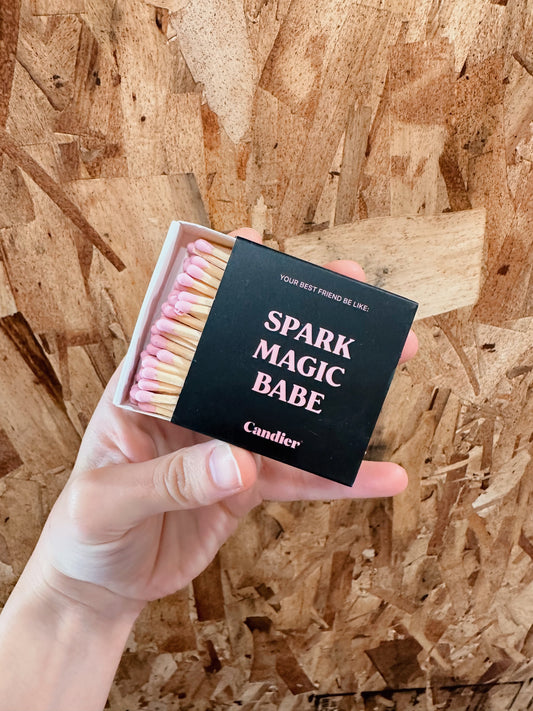 YOUR BEST FRIEND BE LIKE:
SPARK
MAGIC
BABE
Candier